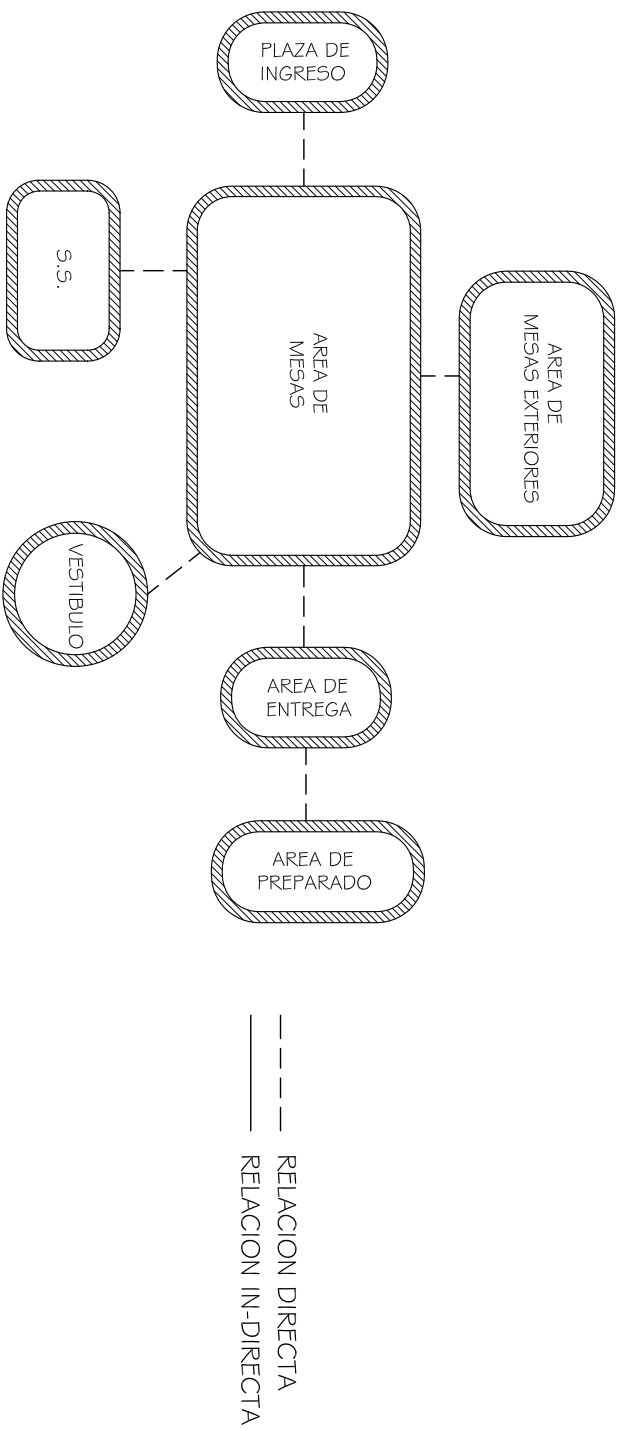 PLAZA DE
INGRESO
S.S.
AREA DE
MESAS
AREA DE
MESAS EXTERIORES
VESTIBULO
AREA DE
ENTREGA
AREA DE
PREPARADO
RELACION DIRECTA
RELACION IN-DIRECTA